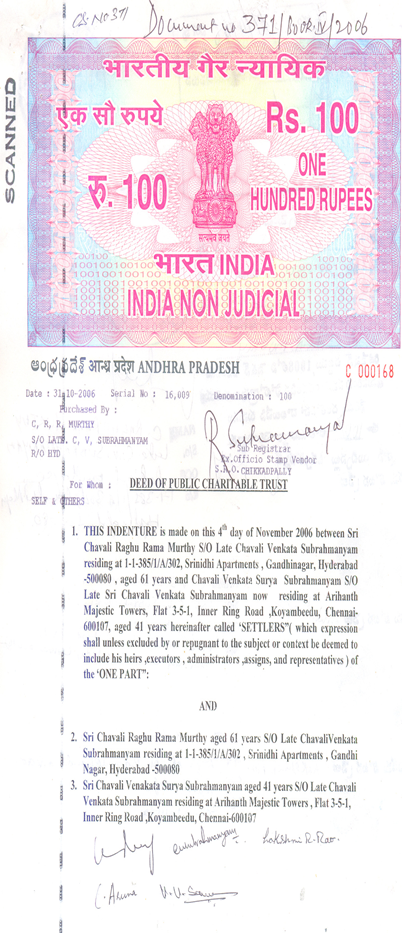 CS No 371
Document no 371/Book-IV/2006
SCANNED
भारतीय गैर न्यायिक
एक सौ रुपये
Rs. 100
रु. 100
ONE
HUNDRED RUPEES
सत्यमेव जयते
भारत INDIA
INDIA NON JUDICIAL
ఆంధ్ర ప్రదేశ్ आन्ध्र प्रदेश ANDHRA PRADESH
C 000168
Date : 31-10-2006 Serial No : 16,009 Denomination : 100
Purchased By :
C, R, R, MURTHY
S/O LATE. C, V, SUBRAHMANYAM
R/O HYD
R Subramanyal
Sub Registrar
Ex.Officio Stamp Vendor
S.R.O. CHIKKADPALLY
For Whom :
SELF & OTHERS
DEED OF PUBLIC CHARITABLE TRUST
1. THIS INDENTURE is made on this 4th day of November 2006 between Sri
Chavali Raghu Rama Murthy S/O Late Chavali Venkata Subrahmanyam
residing at 1-1-385/1/A/302, Srinidhi Apartments , Gandhinagar, Hyderabad
-500080 , aged 61 years and Chavali Venkata Surya Subrahmanyam S/O
Late Sri Chavali Venkata Subrahmanyam now residing at Arihanth
Majestic Towers, Flat 3-5-1, Inner Ring Road ,Koyambeedu, Chennai-
600107, aged 41 years hereinafter called ‘SETTLERS”( which expression
shall unless excluded by or repugnant to the subject or context be deemed to
include his heirs ,executors , administrators ,assigns, and representatives ) of
the ‘ONE PART”:
AND
2. Sri Chavali Raghu Rama Murthy aged 61 years S/O Late ChavaliVenkata
Subrahmanyam residing at 1-1-385/1/A/302 , Srinidhi Apartments , Gandhi
Nagar, Hyderabad -500080
3. Sri Chavali Venakata Surya Subrahmanyam aged 41 years S/O Late Chavali
Venkata Subrahmanyam residing at Arihanth Majestic Towers , Flat 3-5-1,
Inner Ring Road ,Koyambeedu, Chennai-600107
Lakshmi R. Rao.
C. Aruna